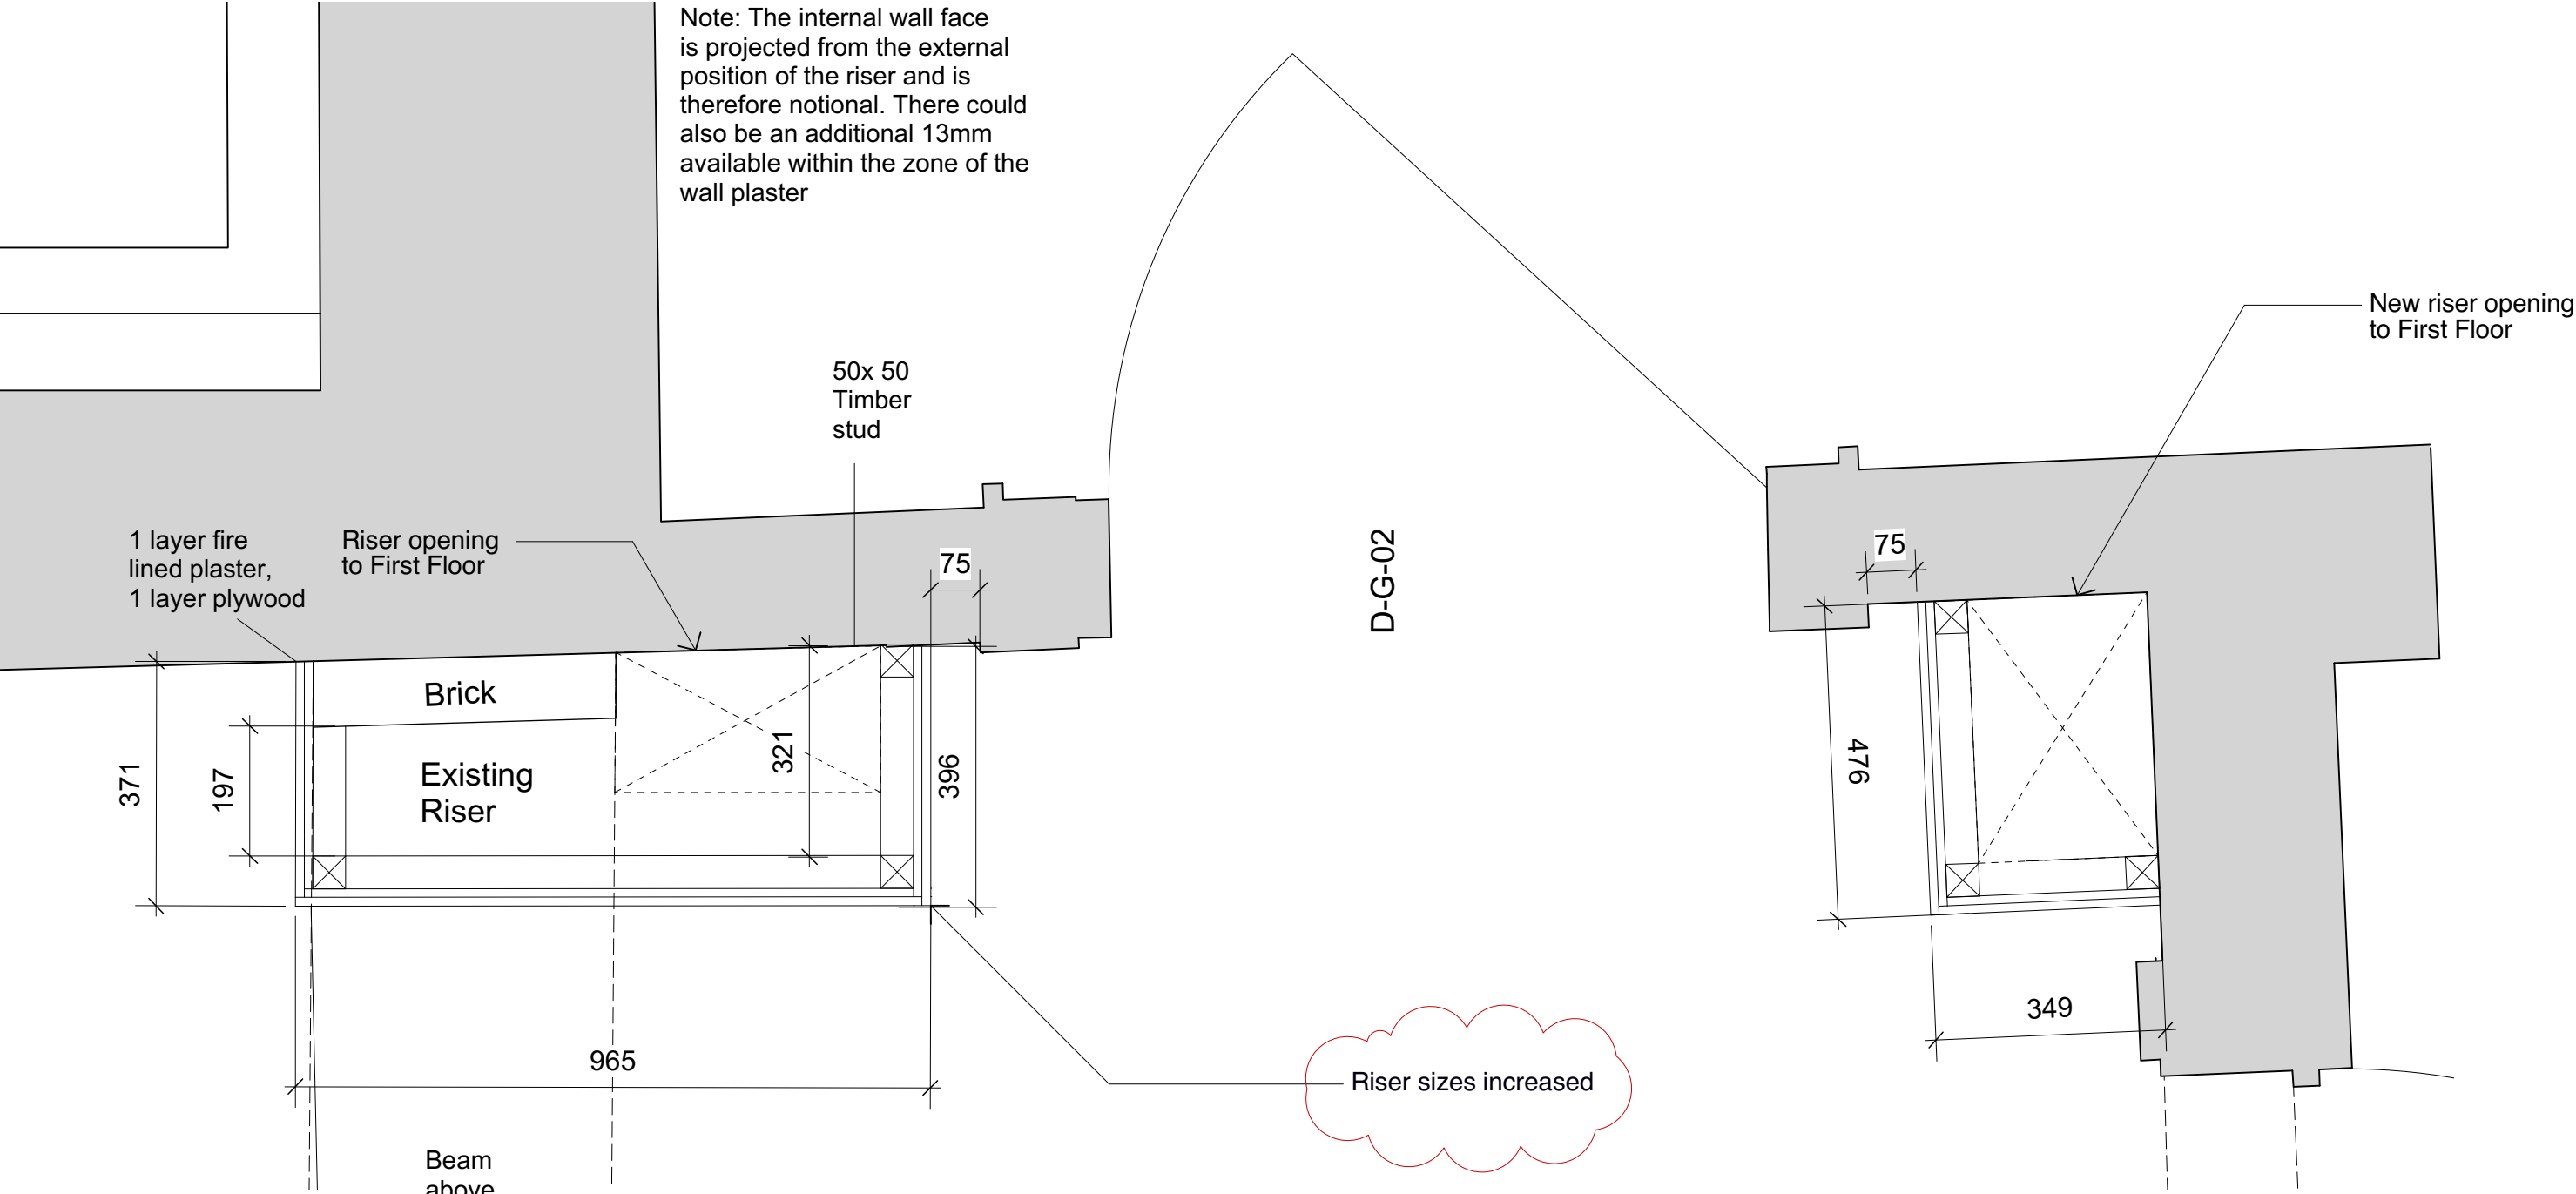 Note: The internal wall face
is projected from the external
position of the riser and is
therefore notional. There could
also be an additional 13mm
available within the zone of the
wall plaster
New riser opening
to First Floor
50x 50
Timber
stud
1 layer fire
lined plaster,
1 layer plywood
Riser opening
to First Floor
75
D-G-02
75
Brick
Existing
Riser
371
197
321
396
476
349
965
Riser sizes increased
Beam
above